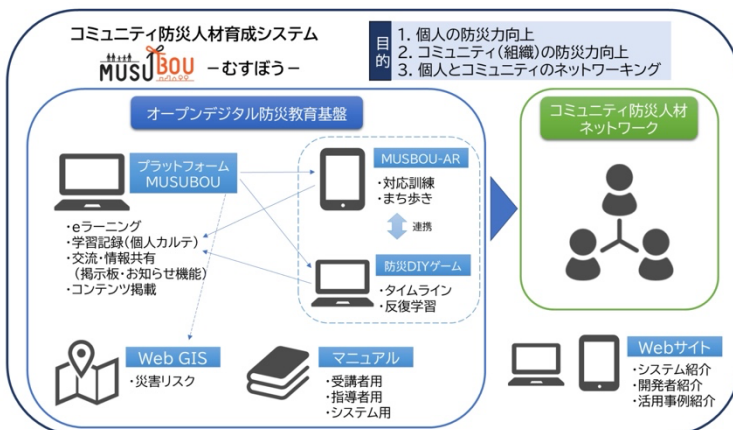 コミュニティ防災人材育成システム
MUSUBOU －むすぼう－
目的
1. 個人の防災力向上
2. コミュニティ(組織)の防災力向上
3. 個人とコミュニティのネットワーキング
オープンデジタル防災教育基盤
プラットフォーム
MUSUBOU
・eラーニング
・学習記録(個人カルテ)
・交流・情報共有
(掲示板・お知らせ機能)
・コンテンツ掲載
MUSBOU-AR
・対応訓練
・まち歩き
連携
防災DIYゲーム
・タイムライン
・反復学習
Web GIS
・災害リスク
マニュアル
・受講者用
・指導者用
・システム用
コミュニティ防災人材
ネットワーク
Webサイト
・システム紹介
・開発者紹介
・活用事例紹介